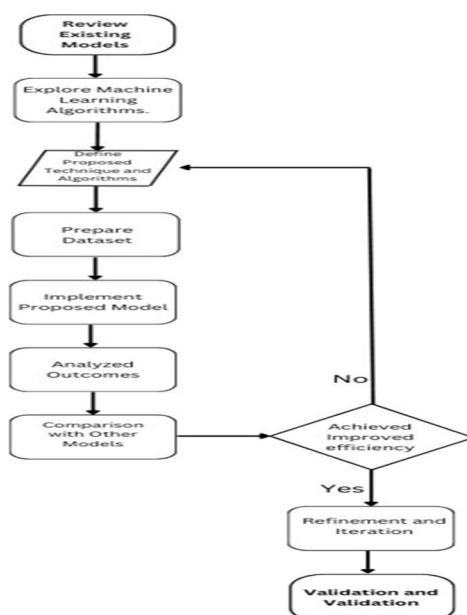 Review
Existing
Models
Explore Machine
Learning
Algorithms.
Define
Proposed
Technique and
Algorithms
Prepare
Dataset
Implement
Proposed Model
Analyzed
Outcomes
Comparison
with Other
Models
No
Achieved
Improved
efficiency
Yes
Refinement and
Iteration
Validation and
Validation